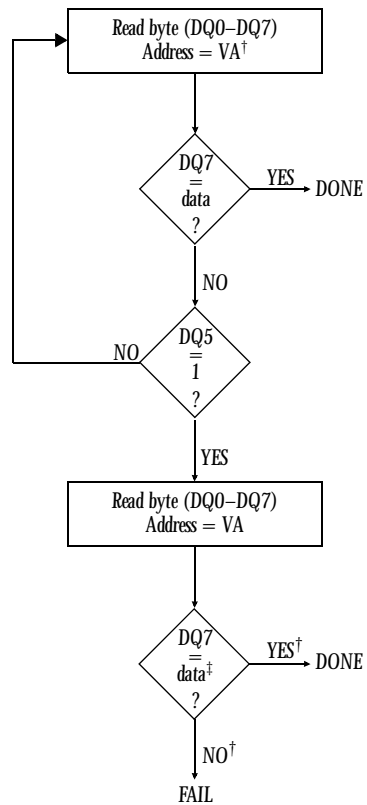 Read byte (DQ0–DQ7)
Address = VA†
DQ7
=
data
?
YES
DONE
NO
DQ5
=
1
?
NO
YES
Read byte (DQ0–DQ7)
Address = VA
DQ7
=
data‡
?
YES†
DONE
NO†
FAIL